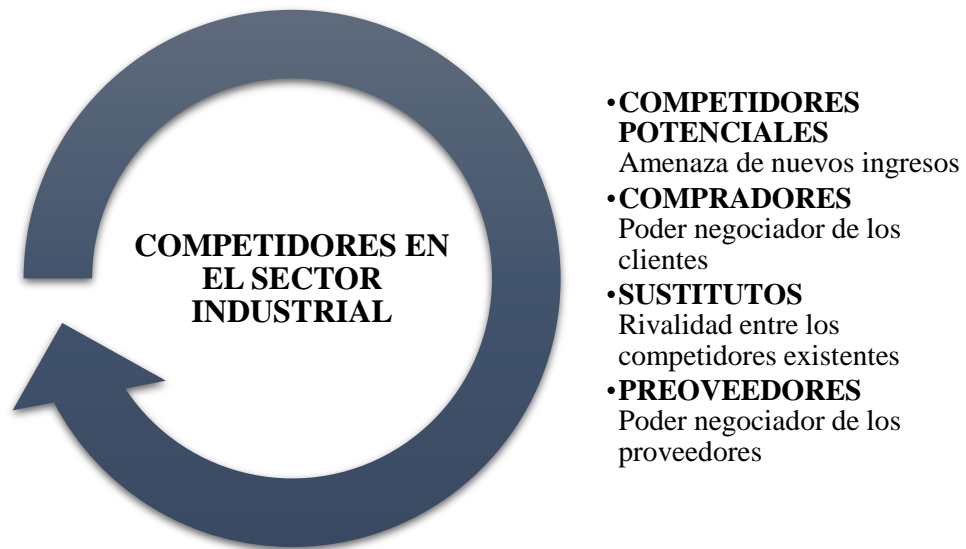 COMPETIDORES EN
EL SECTOR
INDUSTRIAL
•COMPETIDORES
POTENCIALES
Amenaza de nuevos ingresos
•COMPRADORES
Poder negociador de los
clientes
•SUSTITUTOS
Rivalidad entre los
competidores existentes
•PREOVEEDORES
Poder negociador de los
proveedores